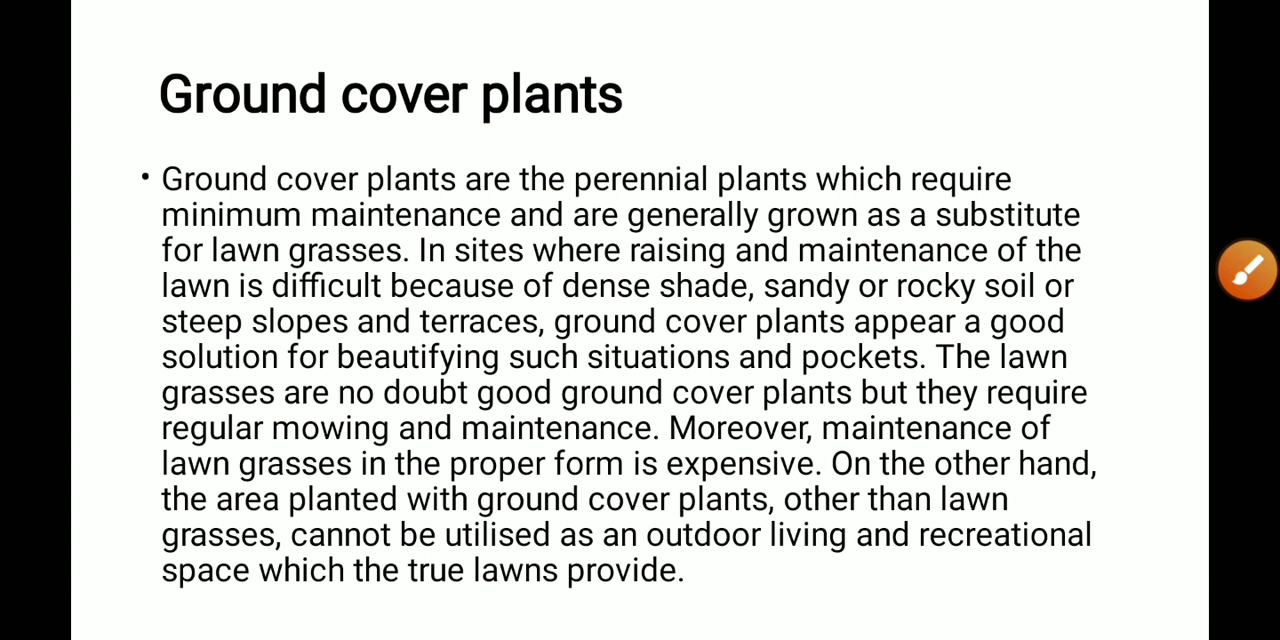 Ground cover plants
• Ground cover plants are the perennial plants which require
minimum maintenance and are generally grown as a substitute
for lawn grasses. In sites where raising and maintenance of the
lawn is difficult because of dense shade, sandy or rocky soil or
steep slopes and terraces, ground cover plants appear a good
solution for beautifying such situations and pockets. The lawn
grasses are no doubt good ground cover plants but they require
regular mowing and maintenance. Moreover, maintenance of
lawn grasses in the proper form is expensive. On the other hand,
the area planted with ground cover plants, other than lawn
grasses, cannot be utilised as an outdoor living and recreational
space which the true lawns provide.